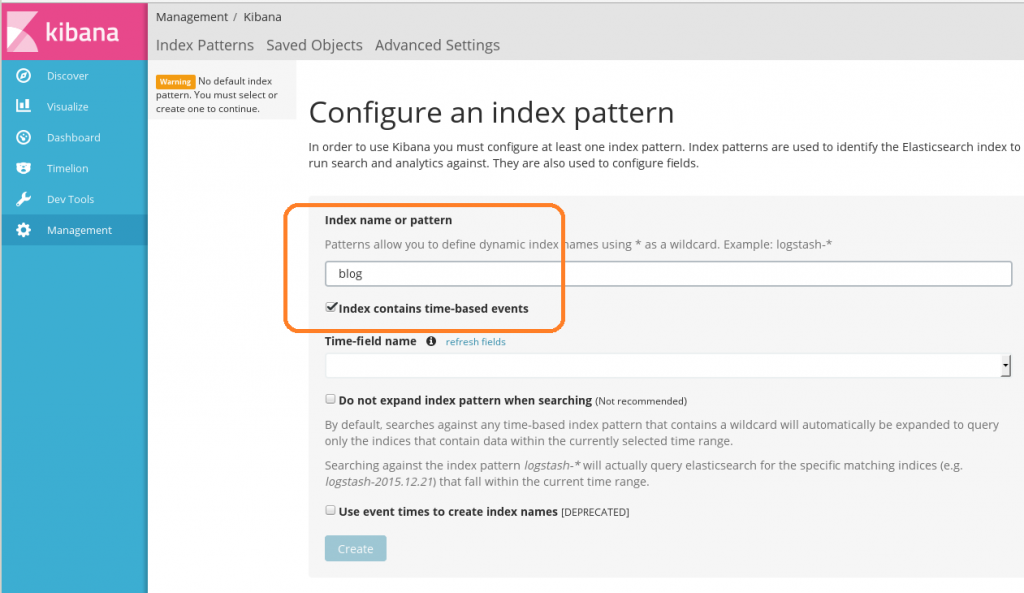 kibana
Discover
Visualize
Dashboard
Timelion
Dev Tools
Management
Management / Kibana
Index Patterns Saved Objects Advanced Settings
Warning No default index
pattern. You must select or
create one to continue.
Configure an index pattern
In order to use Kibana you must configure at least one index pattern. Index patterns are used to identify the Elasticsearch index to
run search and analytics against. They are also used to configure fields.
Index name or pattern
Patterns allow you to define dynamic index names using * as a wildcard. Example: logstash-*
blog
Index contains time-based events
Time-field name refresh fields
Do not expand index pattern when searching (Not recommended)
By default, searches against any time-based index pattern that contains a wildcard will automatically be expanded to query
only the indices that contain data within the currently selected time range.
Searching against the index pattern logstash-* will actually query elasticsearch for the specific matching indices (e.g.
logstash-2015.12.21) that fall within the current time range.
Use event times to create index names [DEPRECATED]
Create